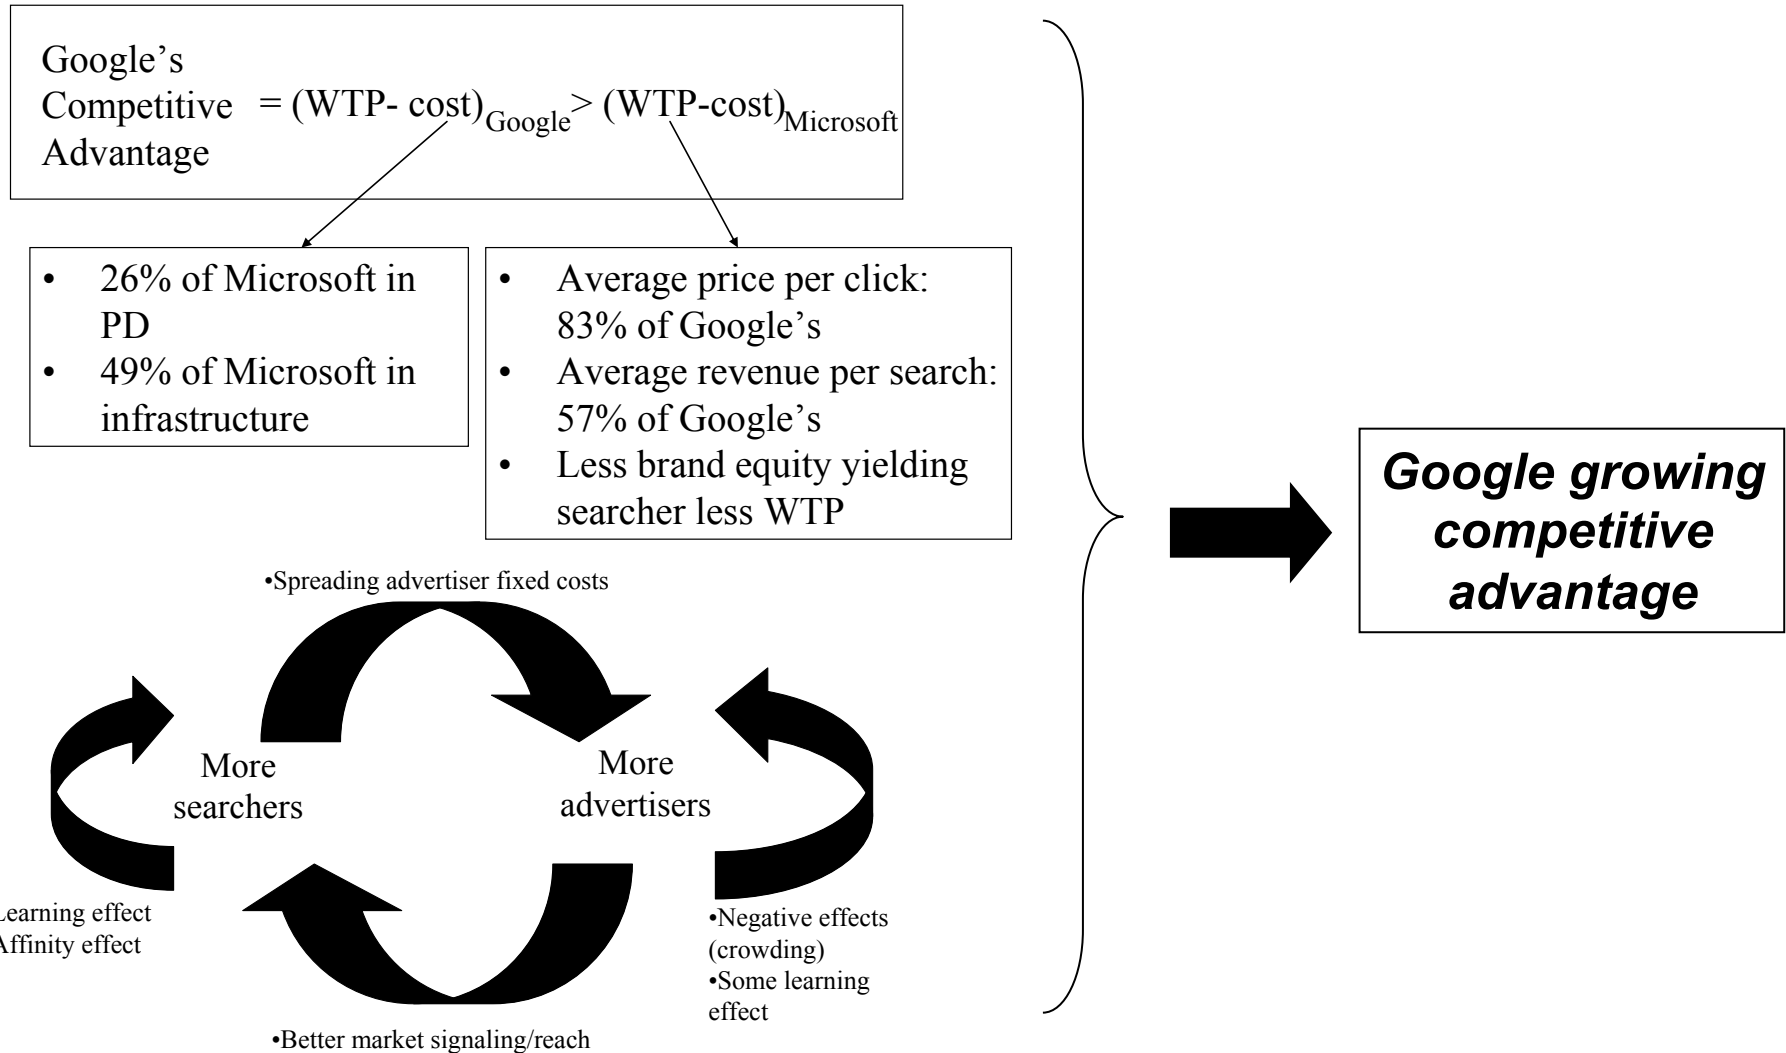 Google’s
Competitive = (WTP- cost)Google> (WTP-cost)Microsoft
Advantage
• 26% of Microsoft in
PD
• 49% of Microsoft in
infrastructure
• Average price per click:
83% of Google’s
• Average revenue per search:
57% of Google’s
• Less brand equity yielding
searcher less WTP
Google growing
competitive
advantage
•Spreading advertiser fixed costs
More
searchers
More
advertisers
Learning effect
Affinity effect
•Negative effects
(crowding)
•Some learning
effect
•Better market signaling/reach